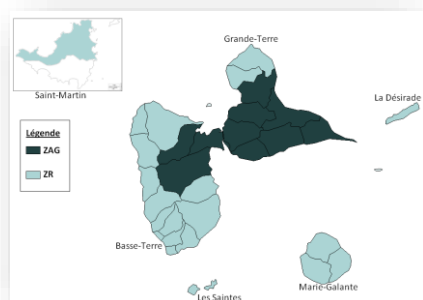 Grande-Terre
Saint-Martin
La Désirade
Légende
ZAG
ZR
Basse-Terre
Les Saintes
Marie-Galante